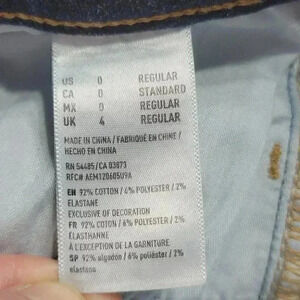 US 0 REGULAR
CA 0 STANDARD
MX 0 REGULAR
UK 4 REGULAR
MADE IN CHINA / FABRIQUÉ EN CHINE /
HECHO EN CHINA
RN 54485/CA 03873
RFC# AEM120605U9A
EN 92% COTTON / 6% POLYESTER / 2%
ELASTANE
EXCLUSIVE OF DECORATION
FR 92% COTON / 6% POLYESTER / 2%
ÉLASTHANNE
À L'EXCEPTION DE LA GARNITURE
SP 92% algodón / 6% poliéster / 2%
elastano